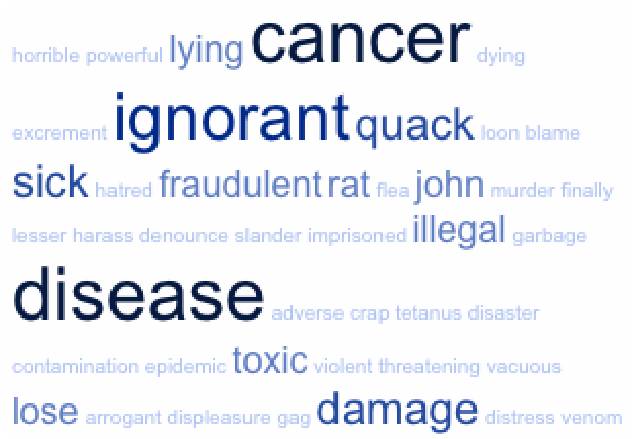 horrible powerful lying cancer dying
excrement ignorant quack loon blame
sick hatred fraudulent rat flea john murder finally
lesser harass denounce slander imprisoned illegal garbage
disease adverse crap tetanus disaster
contamination epidemic toxic violent threatening vacuous
lose arrogant displeasure gag damage distress venom